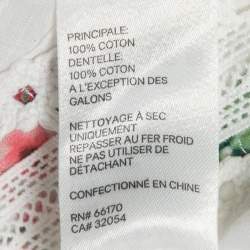 PRINCIPALE:
100% COTON
DENTELLE:
100% COTON
A L'EXCEPTION DES
GALONS
NETTOYAGE À SEC
UNIQUEMENT
REPASSER AU FER FROID
NE PAS UTILISER DE
DÉTACHANT
CONFECTIONNÉ EN CHINE
RN# 66170
CA# 32054